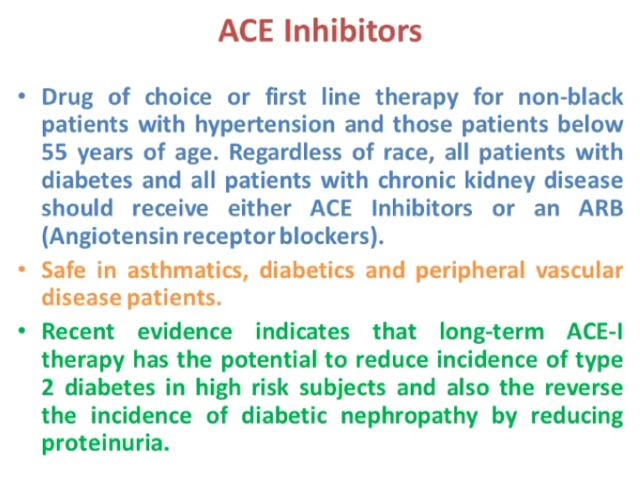 ACE Inhibitors
• Drug of choice or first line therapy for non-black
patients with hypertension and those patients below
55 years of age. Regardless of race, all patients with
diabetes and all patients with chronic kidney disease
should receive either ACE Inhibitors or an ARB
(Angiotensin receptor blockers).
• Safe in asthmatics, diabetics and peripheral vascular
disease patients.
• Recent evidence indicates that long-term ACE-I
therapy has the potential to reduce incidence of type
2 diabetes in high risk subjects and also the reverse
the incidence of diabetic nephropathy by reducing
proteinuria.